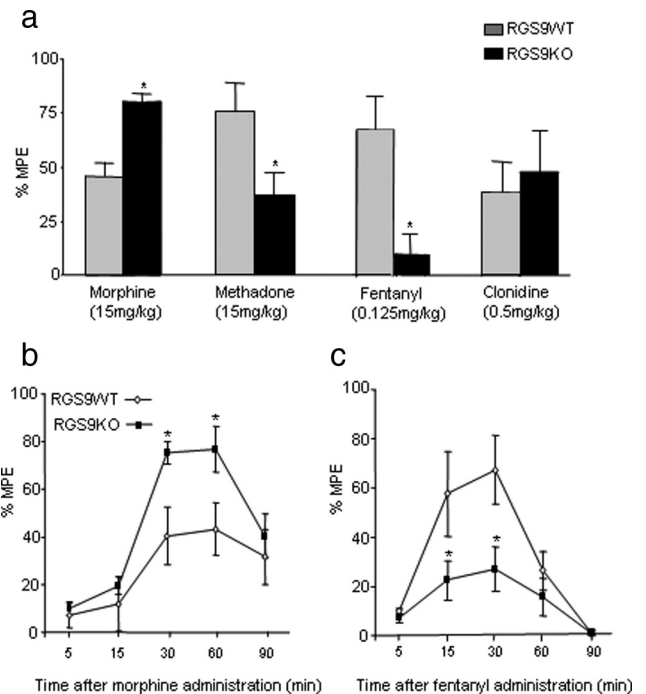 a
RGS9WT
RGS9KO
100
75
50
25
0
% MPE
*
*
*
Morphine
(15mg/kg)
Methadone
(15mg/kg)
Fentanyl
(0.125mg/kg)
Clonidine
(0.5mg/kg)
b
RGS9WT
RGS9KO
100
80
60
40
20
0
% MPE
*
*
5 15 30 60 90
Time after morphine administration (min)
c
100
80
60
40
20
0
% MPE
*
*
5 15 30 60 90
Time after fentanyl administration (min)